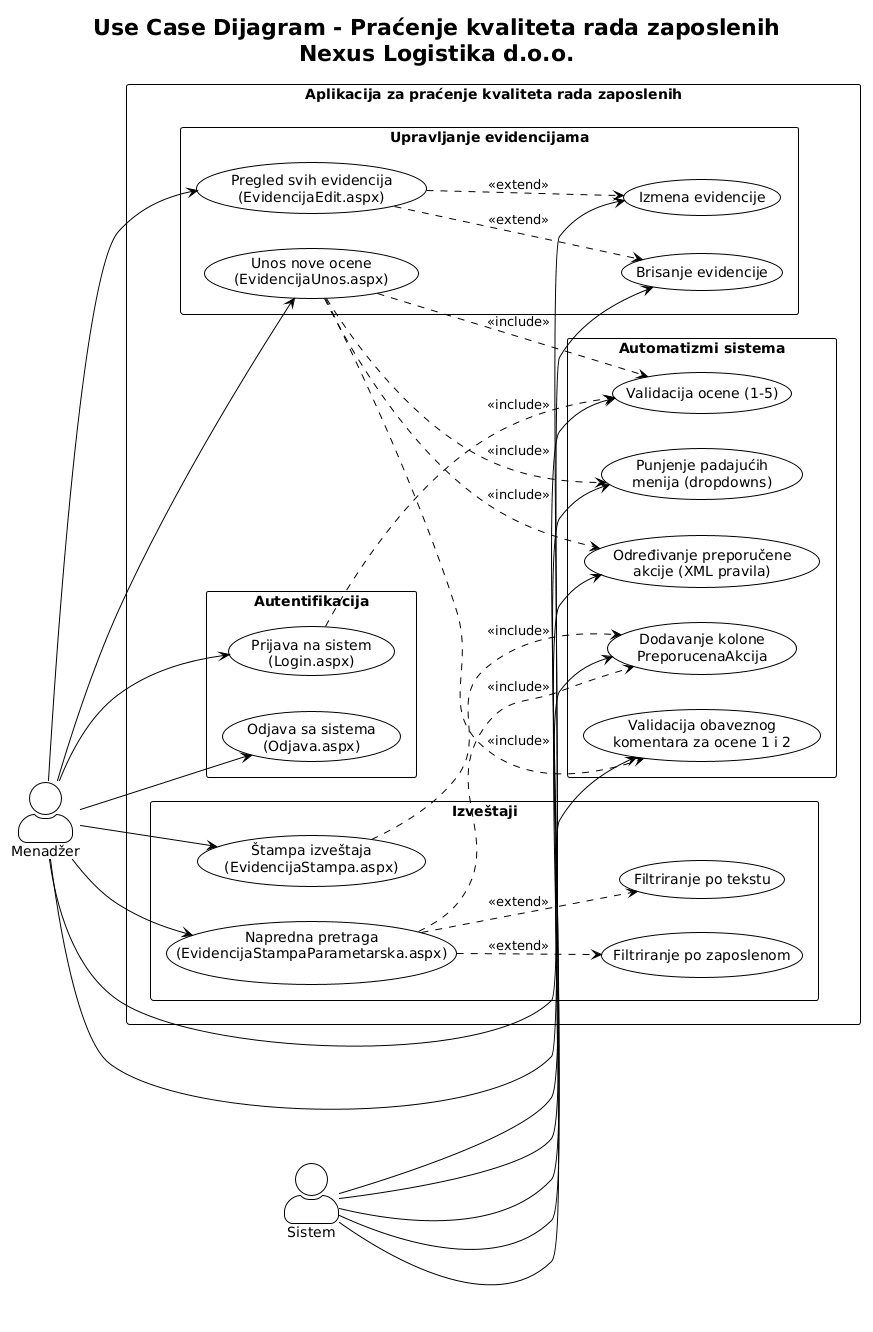 Use Case Dijagram - Praćenje kvaliteta rada zaposlenih
Nexus Logistika d.o.o.
Aplikacija za praćenje kvaliteta rada zaposlenih
Upravljanje evidencijama
Pregled svih evidencija
(EvidencijaEdit.aspx)
«extend»
Izmena evidencije
«extend»
Unos nove ocene
(EvidencijaUnos.aspx)
Brisanje evidencije
«include»
Automatizmi sistema
Validacija ocene (1-5)
«include»
«include»
Punjenje padajućih
menija (dropdowns)
«include»
Određivanje preporučene
akcije (XML pravila)
Autentifikacija
Prijava na sistem
(Login.aspx)
«include»
Dodavanje kolone
PreporucenaAkcija
«include»
Odjava sa sistema
(Odjava.aspx)
«include»
Validacija obaveznog
komentara za ocene 1 i 2
Menadžer
Izveštaji
Štampa izveštaja
(EvidencijaStampa.aspx)
Filtriranje po tekstu
«extend»
Napredna pretraga
(EvidencijaStampaParametarska.aspx)
«extend»
Filtriranje po zaposlenom
Sistem